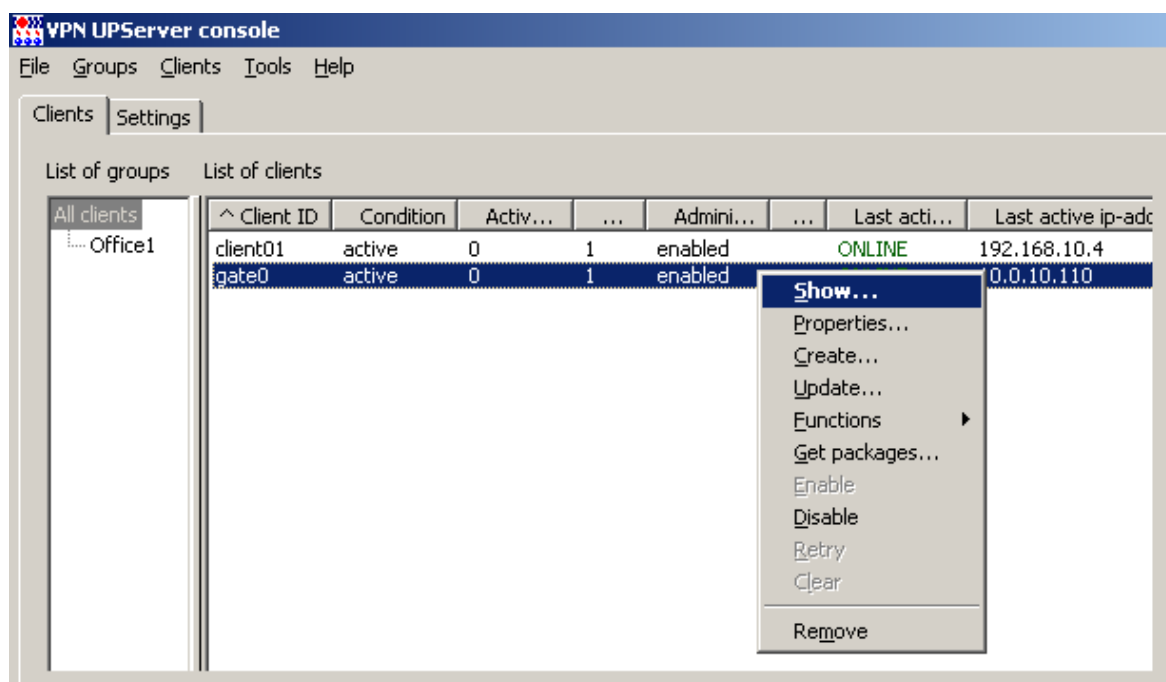 VPN UPServer console
File Groups Clients Tools Help
Clients Settings
List of groups List of clients
All clients ^ Client ID Condition Activ... ... Admini... ... Last acti... Last active ip-add
Office1 client01 active 0 1 enabled ONLINE 192.168.10.4
gate0 active 0 1 enabled 0.0.10.110
Show...
Properties...
Create...
Update...
Functions
Get packages...
Enable
Disable
Retry
Clear
Remove